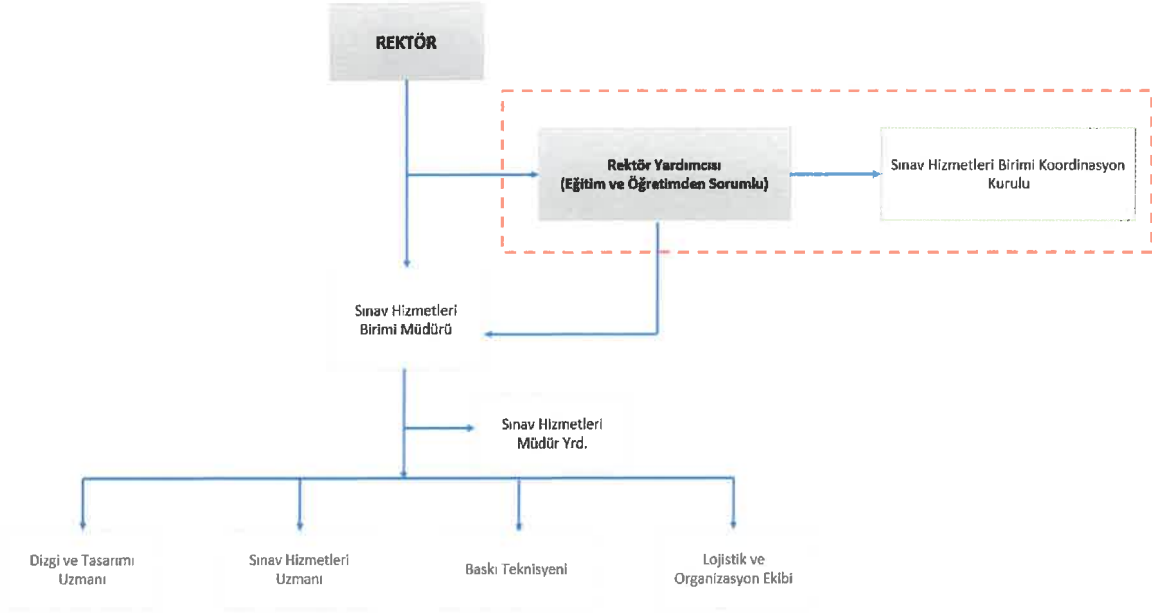 REKTÖR
Rektör Yardımcısı
(Eğitim ve Öğretimden Sorumlu)
Sınav Hizmetleri Birimi Koordinasyon
Kurulu
Sınav Hizmetleri
Birimi Müdürü
Sınav Hizmetleri
Müdür Yrd.
Dizgi ve Tasarımı
Uzmanı
Sınav Hizmetleri
Uzmanı
Baskı Teknisyeni
Lojistik ve
Organizasyon Ekibi